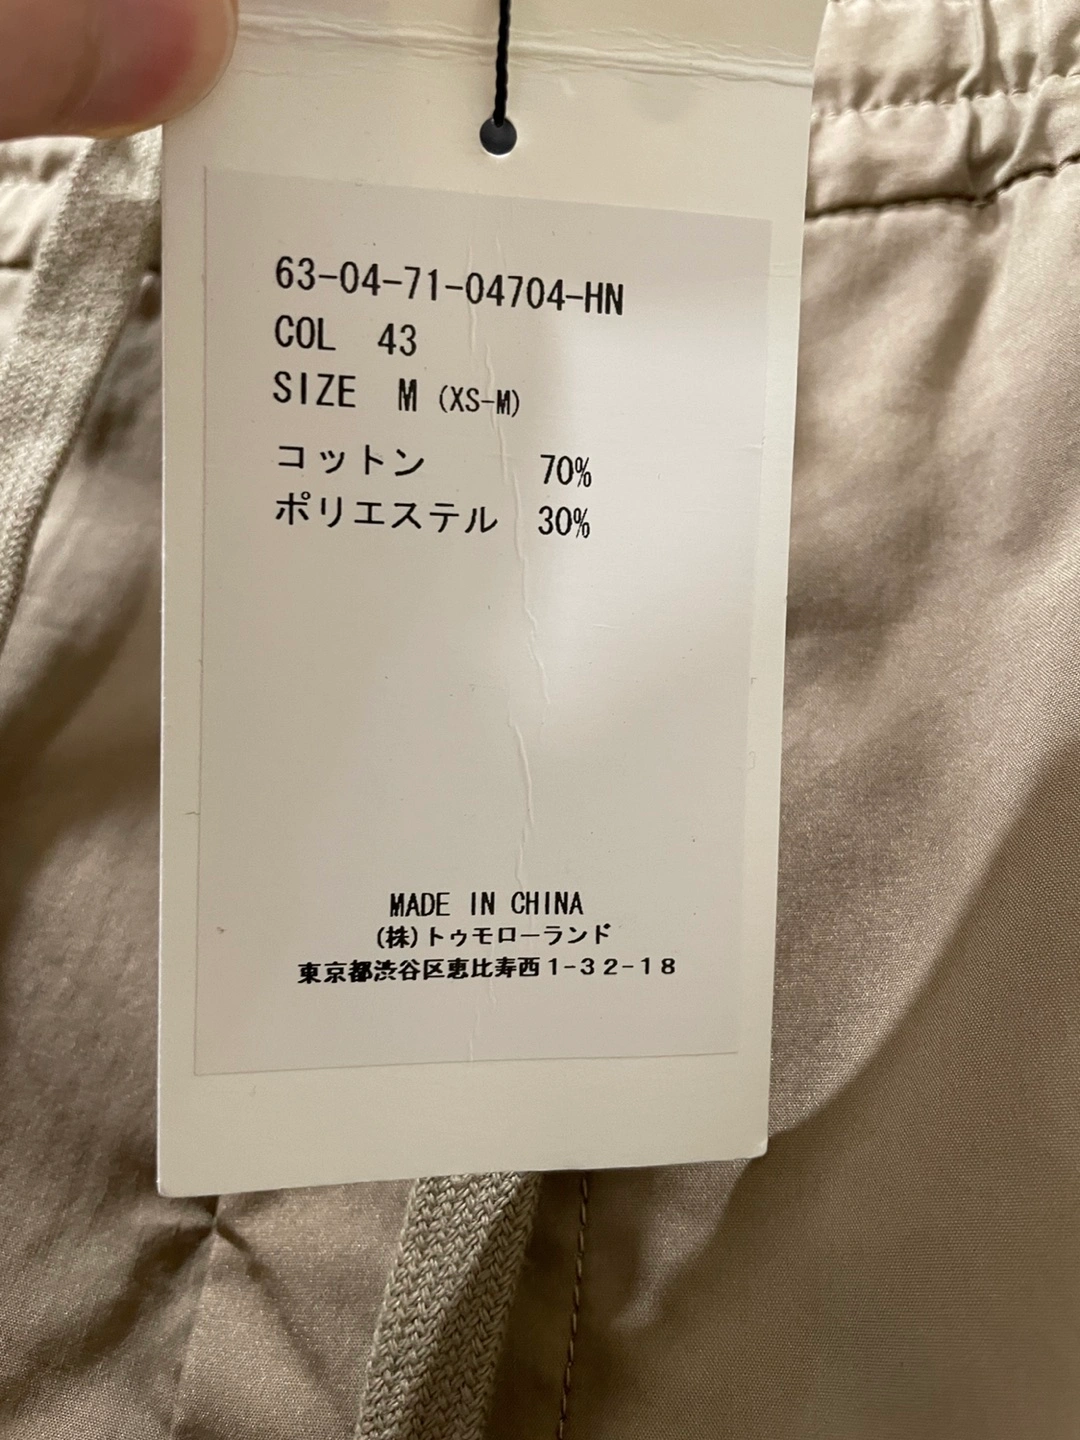 63-04-71-04704-HN
COL 43
SIZE M (XS-M)
コットン 70%
ポリエステル 30%
MADE IN CHINA
(株)トゥモローランド
東京都渋谷区恵比寿西1-32-18